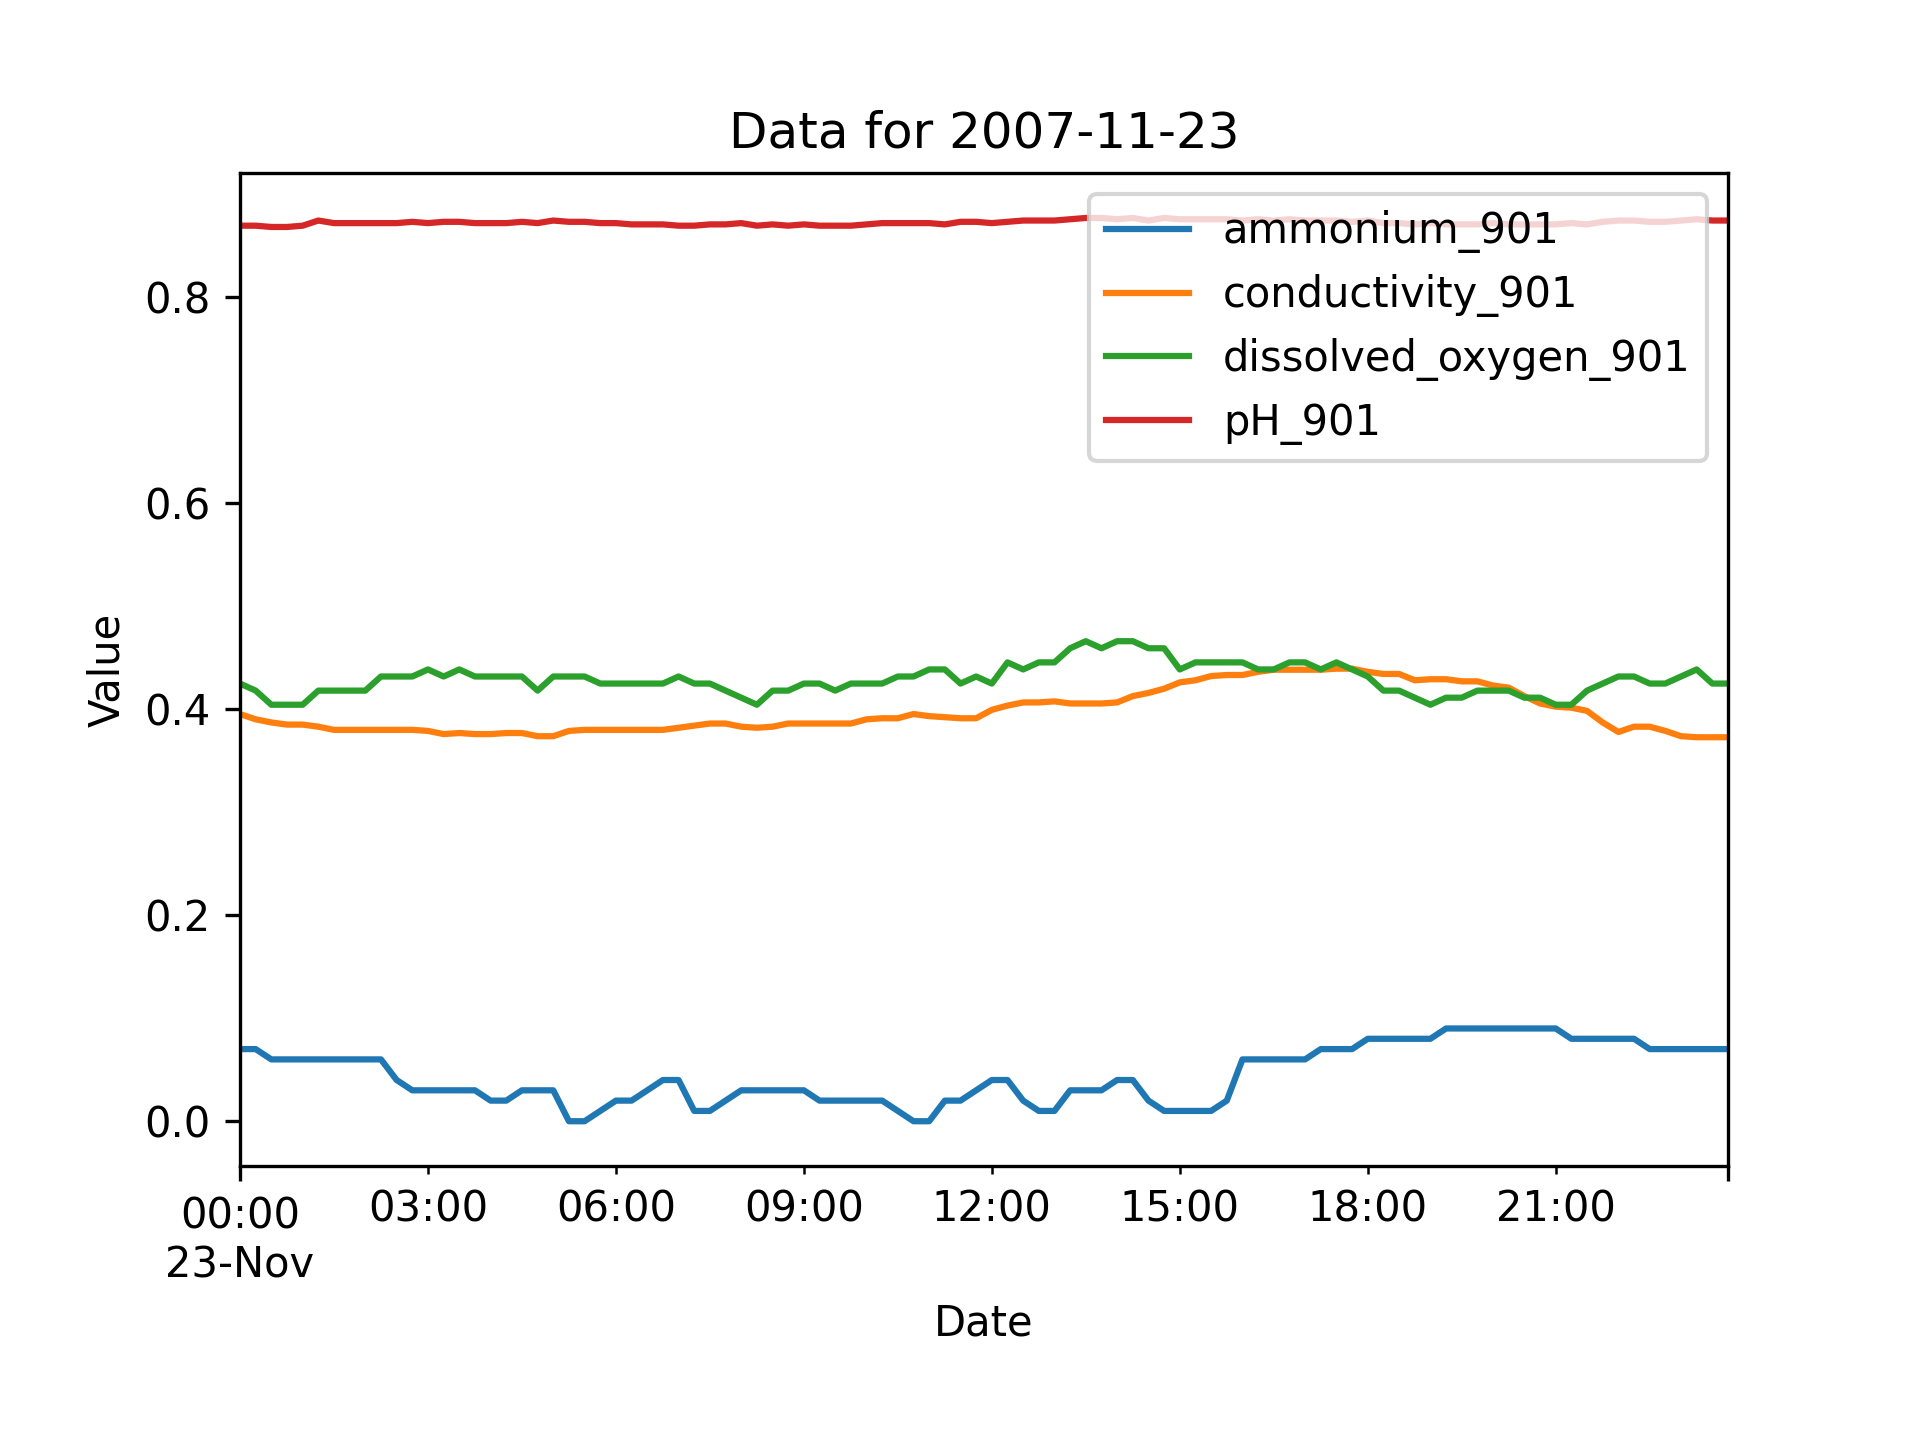 Data for 2007-11-23
ammonium_901
conductivity_901
dissolved_oxygen_901
pH_901
Value
0.8
0.6
0.4
0.2
0.0
00:00 03:00 06:00 09:00 12:00 15:00 18:00 21:00
23-Nov
Date